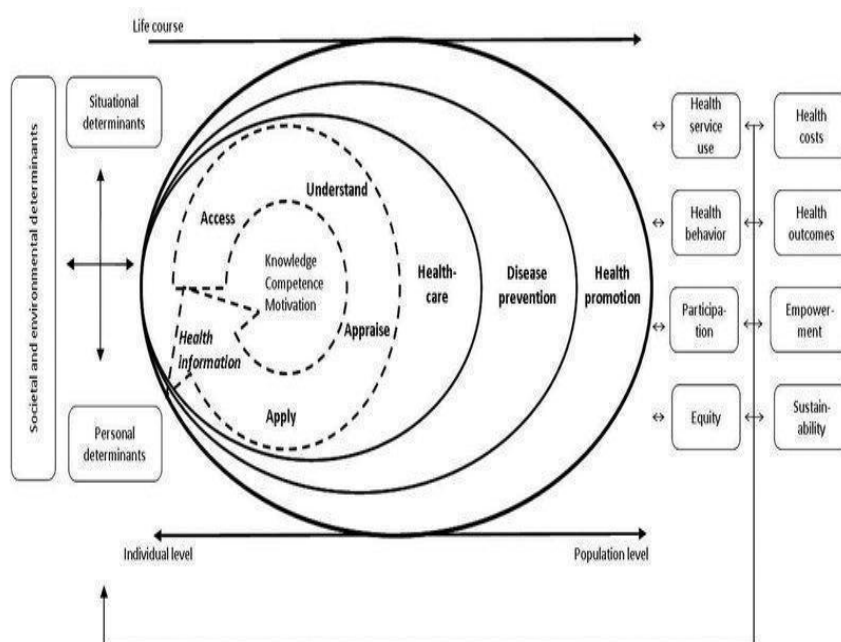 Life course
Societal and environmental determinants
Situational
determinants
Personal
determinants
Access
Understand
Knowledge
Competence
Motivation
Health
information
Appraise
Apply
Health-
care
Disease
prevention
Health
promotion
Health
service
use
Health
costs
Health
behavior
Health
outcomes
Participa-
tion
Empower-
ment
Equity
Sustain-
ability
Individual level
Population level